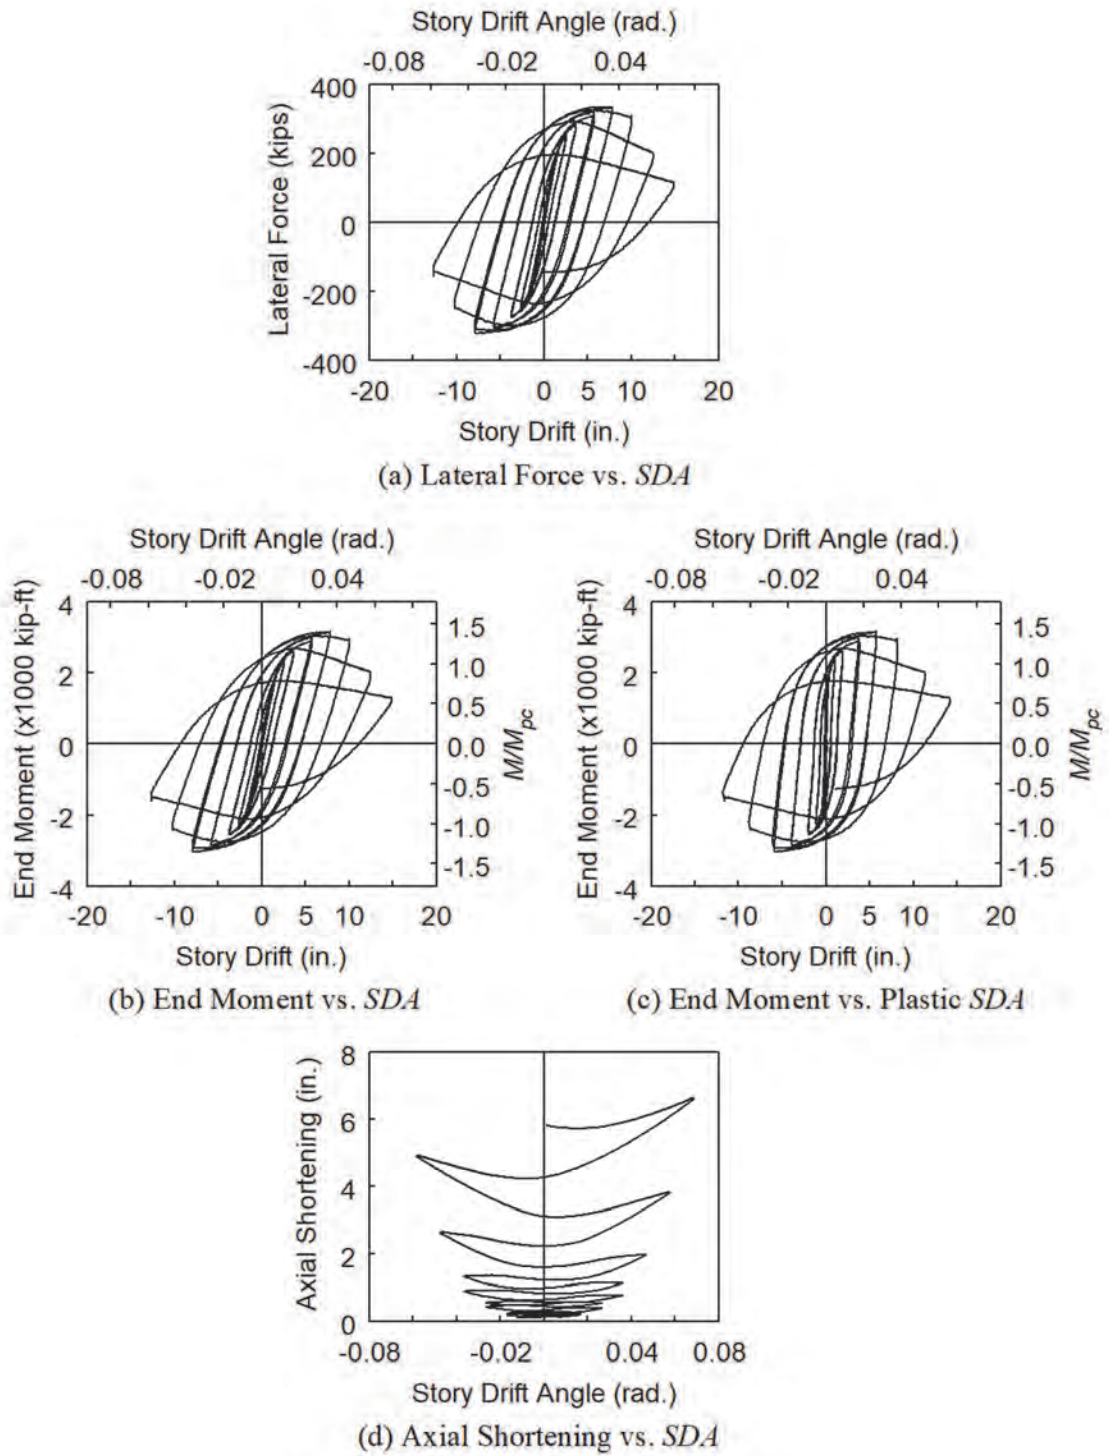 Story Drift Angle (rad.)
-0.08 -0.02 0.04
400
200
0
-200
-400
Lateral Force (kips)
-20 -10 0 5 10 20
Story Drift (in.)
(a) Lateral Force vs. SDA
Story Drift Angle (rad.)
-0.08 -0.02 0.04
4
2
0
-2
-4
End Moment (x1000 kip-ft)
1.5
1.0
0.5
0.0
-0.5
-1.0
-1.5
M/Mpc
-20 -10 0 5 10 20
Story Drift (in.)
(b) End Moment vs. SDA
Story Drift Angle (rad.)
-0.08 -0.02 0.04
4
2
0
-2
-4
End Moment (x1000 kip-ft)
1.5
1.0
0.5
0.0
-0.5
-1.0
-1.5
M/Mpc
-20 -10 0 5 10 20
Story Drift (in.)
(c) End Moment vs. Plastic SDA
8
6
4
2
0
Axial Shortening (in.)
-0.08 -0.02 0.04 0.08
Story Drift Angle (rad.)
(d) Axial Shortening vs. SDA